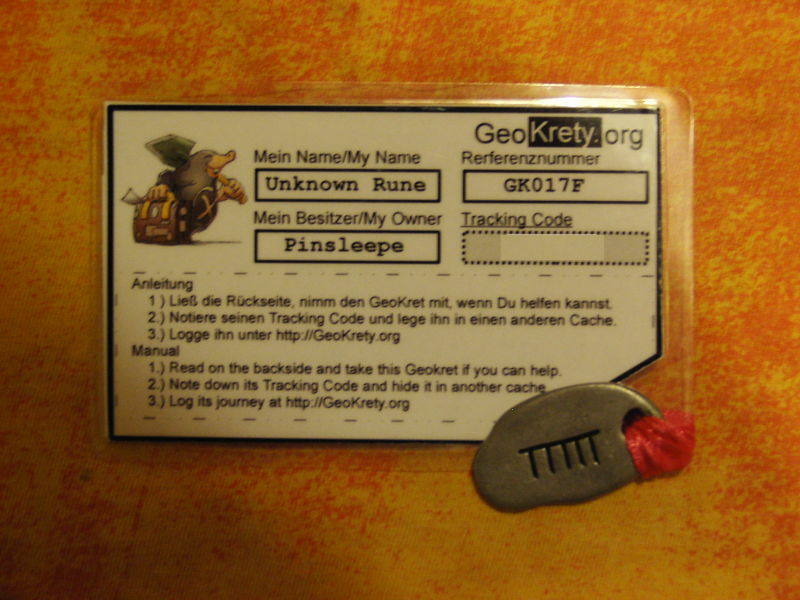 GeoKrety.org
Mein Name/My Name
Rerferenznummer
Unknown Rune
GK017F
Mein Besitzer/My Owner
Tracking Code
Pinsleepe
Anleitung
1.) Ließ die Rückseite, nimm den GeoKret mit, wenn Du helfen kannst.
2.) Notiere seinen Tracking Code und lege ihn in einen anderen Cache.
3.) Logge ihn unter http://GeoKrety.org
Manual
1.) Read on the backside and take this Geokret if you can help.
2.) Note down its Tracking Code and hide it in another cache
3.) Log its journey at http://GeoKrety.org